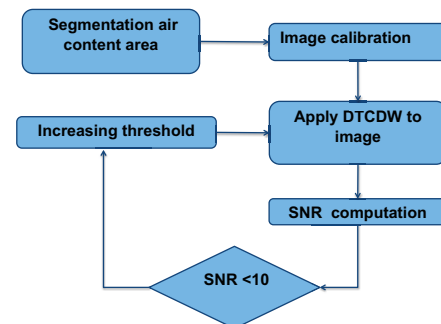 Segmentation air
content area
Image calibration
Increasing threshold
Apply DTCDW to
image
SNR computation
SNR <10